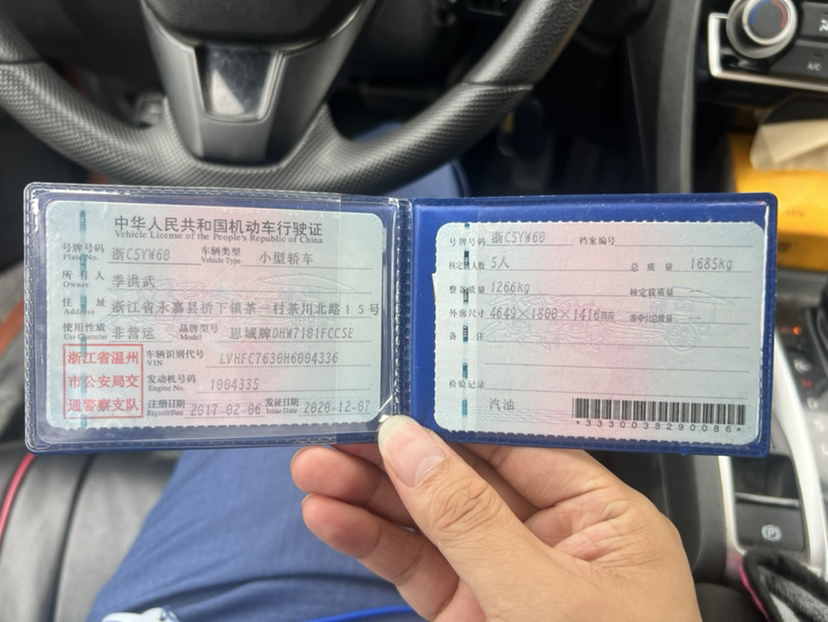 中华人民共和国机动车行驶证
Vehicle License of the People's Republic of China
号牌号码 Plate No. 浙C5YW60 车辆类型 Vehicle Type 小型轿车
所有人 Owner 季洪武
住址 Address 浙江省永嘉县桥下镇茶一村茶川北路15号
使用性质 Use Character 非营运 品牌型号 Model 思域牌DHW7101FCCSE
浙江省温州
市公安局交
通警察支队
车辆识别代号 VIN LVHFC7630H6004336
发动机号码 Engine No. 1004335
注册日期 Register Date 2017-02-06 发证日期 Issue Date 2020-12-07
号牌号码 浙C5YW60 档案编号
核定载人数 5人 总质量 1685kg
整备质量 1266kg 核定载质量
外廓尺寸 4649×1800×1416mm 准牵引总质量
备注
检验记录
汽油
*3330038290086*
A/C
P